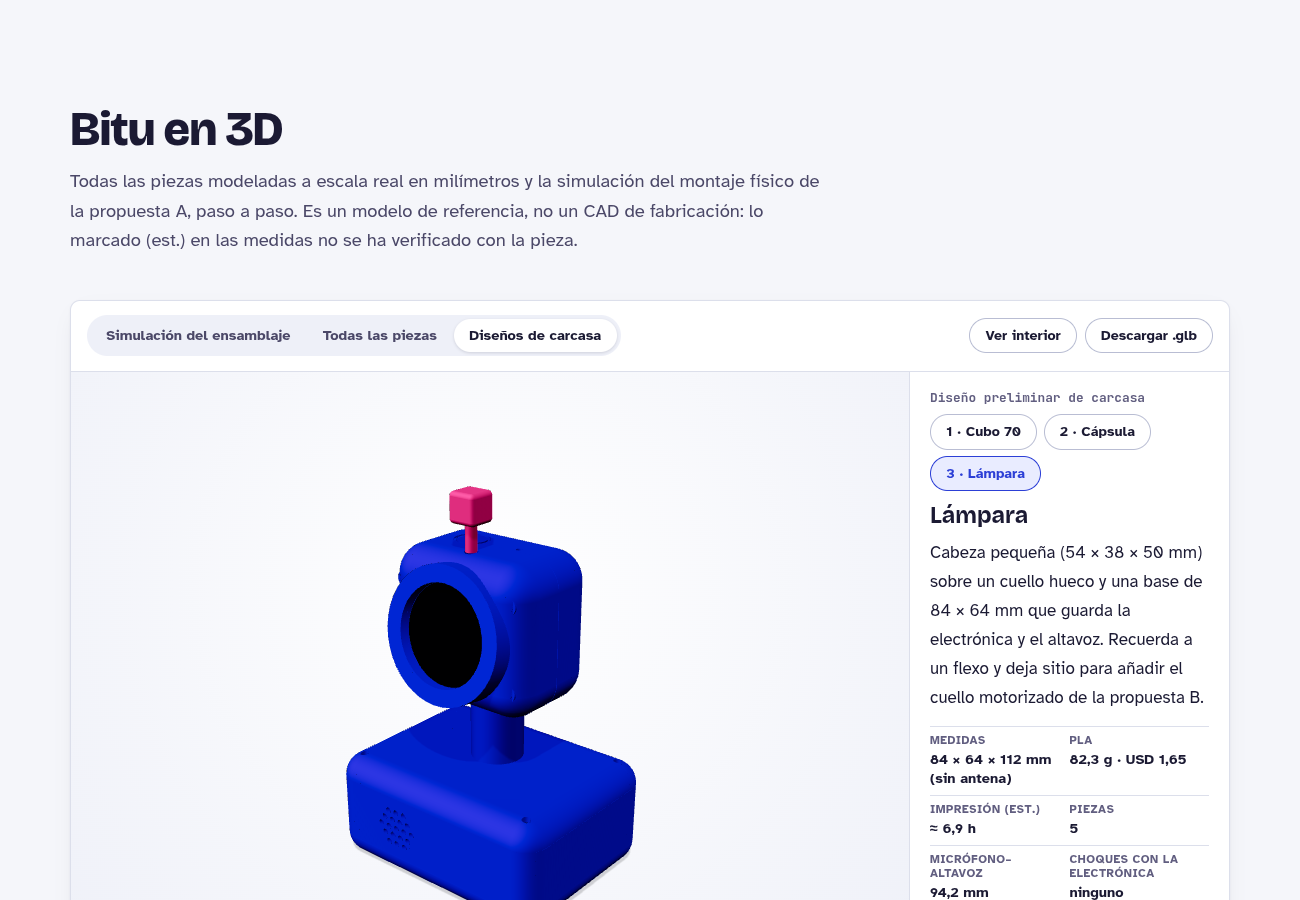 Bitu en 3D
Todas las piezas modeladas a escala real en milímetros y la simulación del montaje físico de
la propuesta A, paso a paso. Es un modelo de referencia, no un CAD de fabricación: lo
marcado (est.) en las medidas no se ha verificado con la pieza.
Simulación del ensamblaje
Todas las piezas
Diseños de carcasa
Ver interior
Descargar .glb
Diseño preliminar de carcasa
1 · Cubo 70
2 · Cápsula
3 · Lámpara
Lámpara
Cabeza pequeña (54 × 38 × 50 mm)
sobre un cuello hueco y una base de
84 × 64 mm que guarda la
electrónica y el altavoz. Recuerda a
un flexo y deja sitio para añadir el
cuello motorizado de la propuesta B.
MEDIDAS
84 × 64 × 112 mm
(sin antena)
PLA
82,3 g · USD 1,65
IMPRESIÓN (EST.)
≈ 6,9 h
PIEZAS
5
MICRÓFONO–
ALTAVOZ
94,2 mm
CHOQUES CON LA
ELECTRÓNICA
ninguno